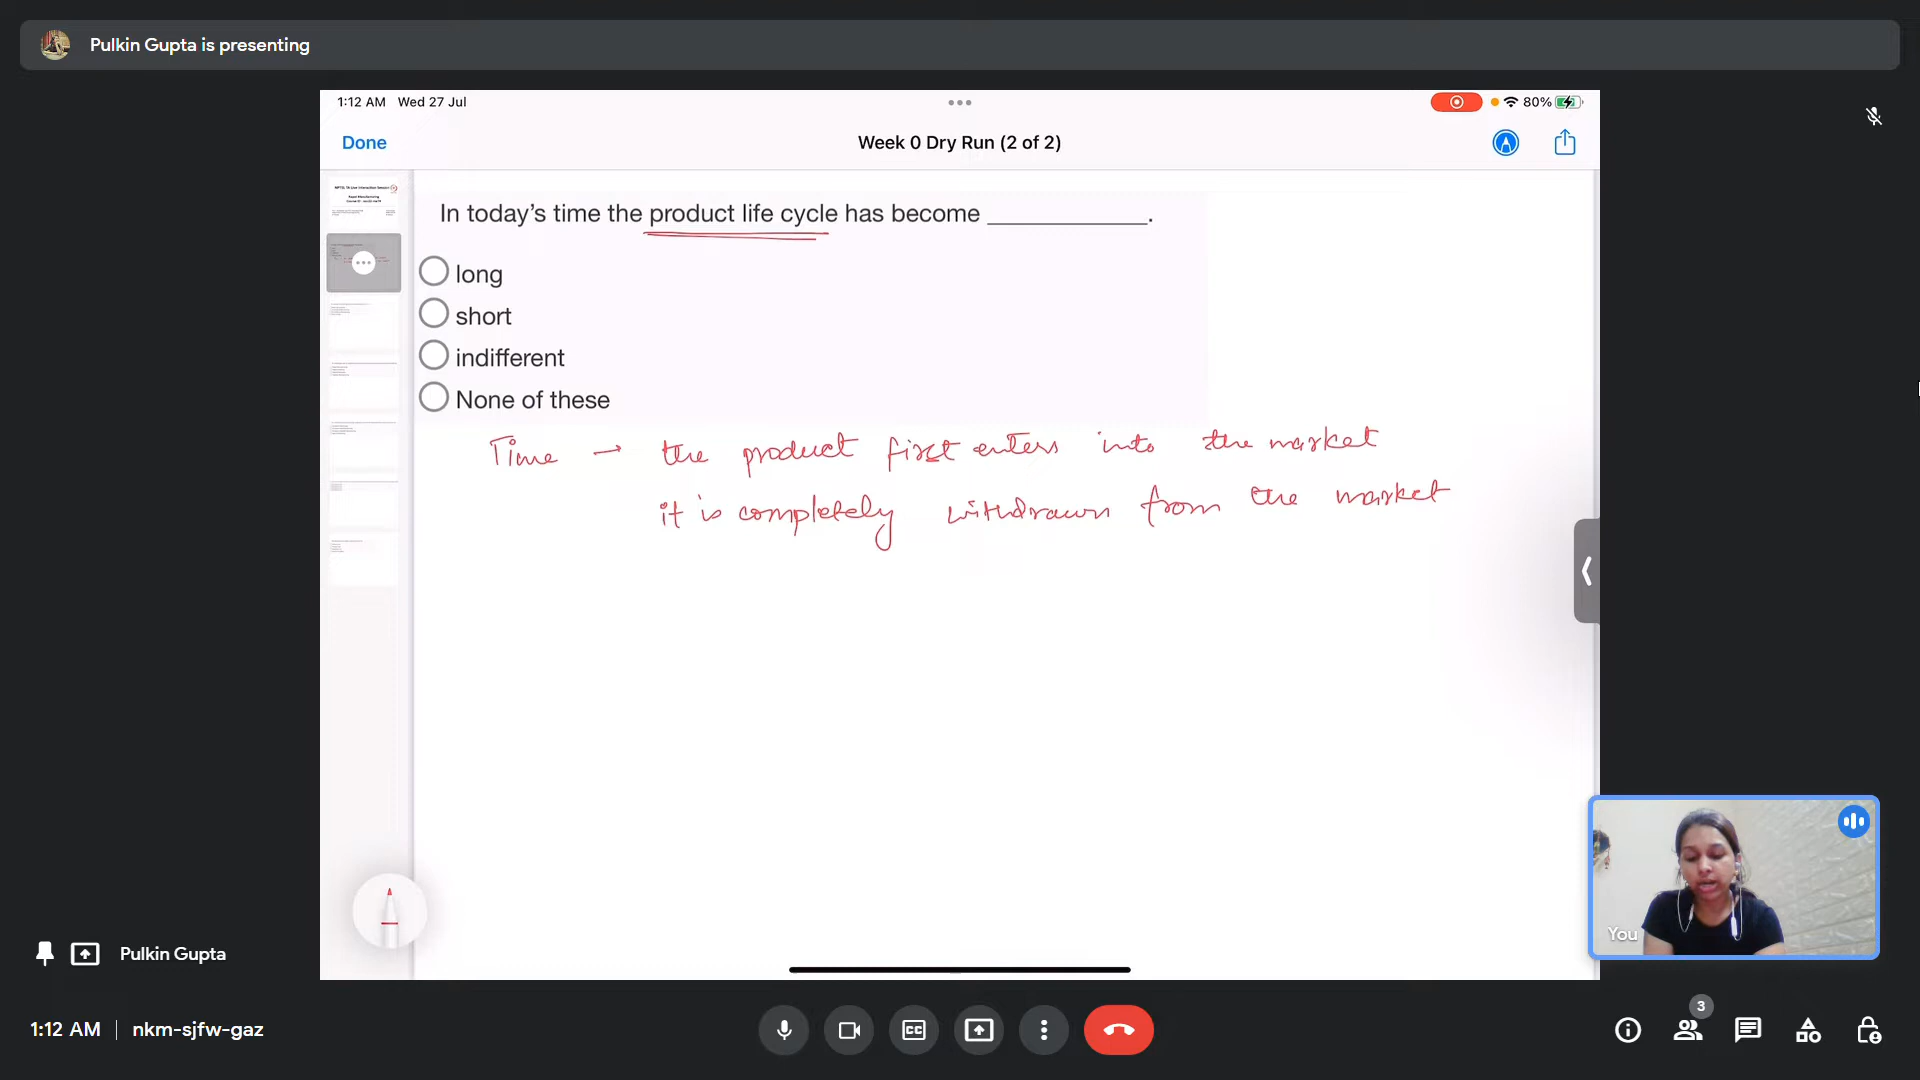 Pulkin Gupta is presenting
1:12 AM Wed 27 Jul
80%
Done
Week 0 Dry Run (2 of 2)
In today's time the product life cycle has become ____________.
long
short
indifferent
None of these
Time → the product first enters into the market
it is completely withdrawn from the market
You
Pulkin Gupta
1:12 AM | nkm-sjfw-gaz
CC
3